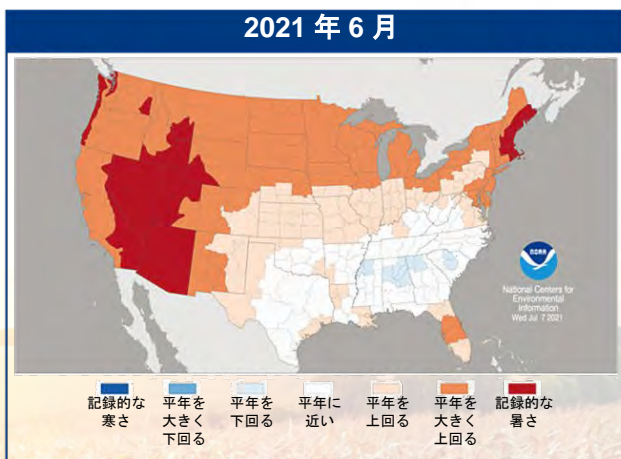 2021 年 6 月
NOAA
National Centers for
Environmental
Information
Wed Jul 7 2021
記録的な
寒さ
平年を
大きく
下回る
平年を
下回る
平年に
近い
平年を
上回る
平年を
大きく
上回る
記録的な
暑さ